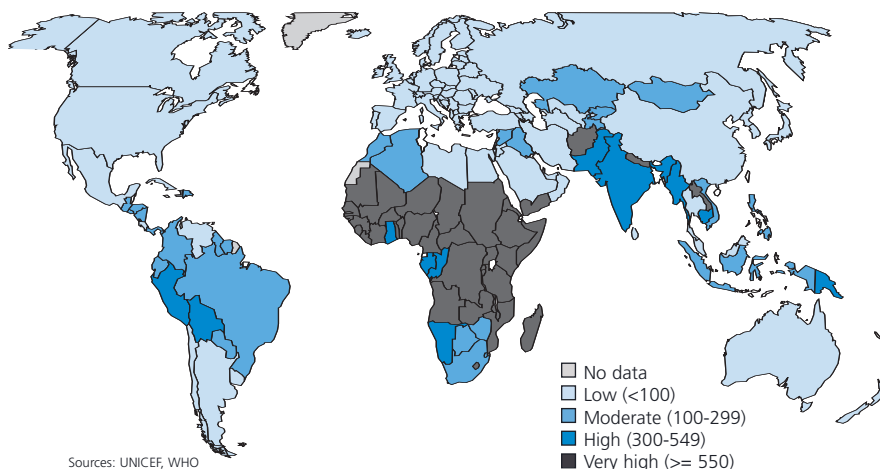 No data
Low (<100)
Moderate (100-299)
High (300-549)
Very high (>= 550)
Sources: UNICEF, WHO